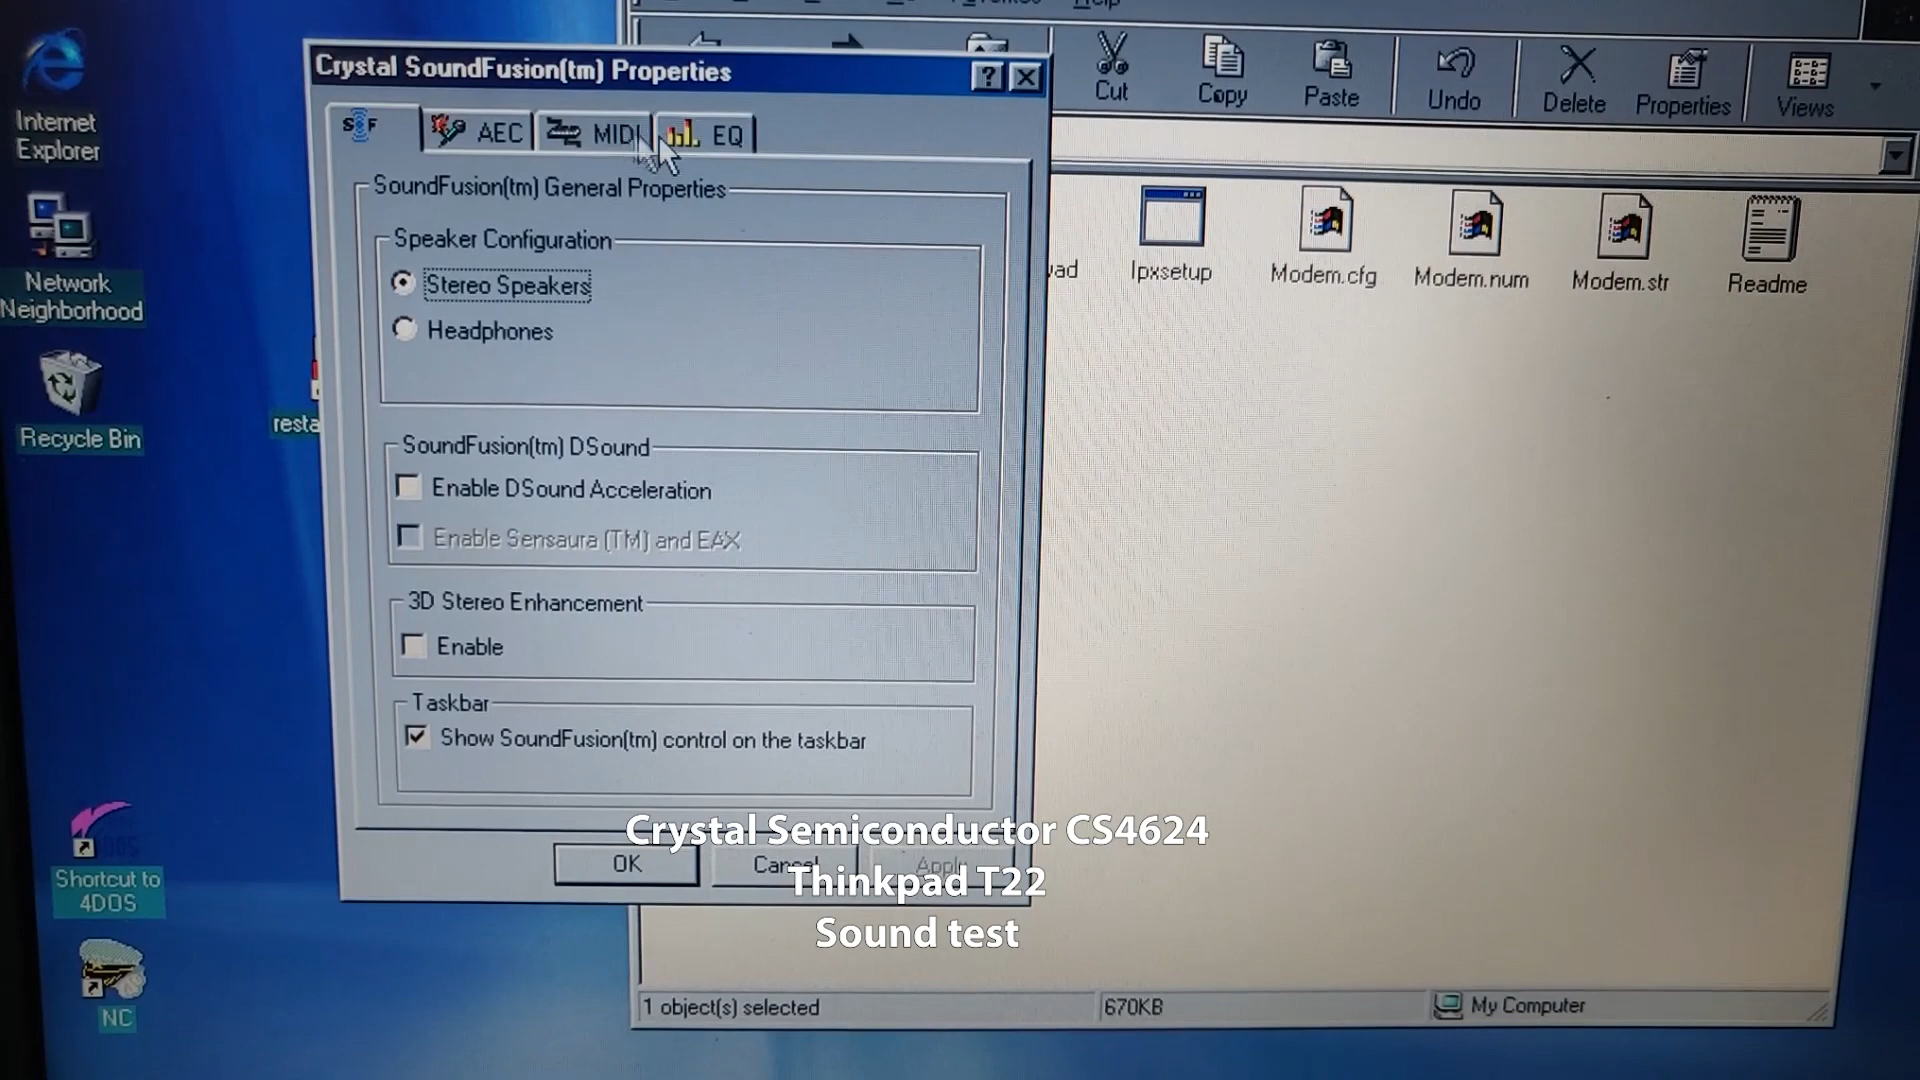 Help
Crystal SoundFusion(tm) Properties
Internet
Explorer
Network
Neighborhood
Recycle Bin
resta
Shortcut to
4DOS
NC
AEC
MIDI
EQ
SoundFusion(tm) General Properties
Speaker Configuration
Stereo Speakers
Headphones
SoundFusion(tm) DSound
Enable DSound Acceleration
Enable Sensaura (TM) and EAX
3D Stereo Enhancement
Enable
Taskbar
Show SoundFusion(tm) control on the taskbar
OK
Cancel
Apply
Cut
Copy
Paste
Undo
Delete
Properties
Views
vad
Ipxsetup
Modem.cfg
Modem.num
Modem.str
Readme
Crystal Semiconductor CS4624
Thinkpad T22
Sound test
1 object(s) selected
670KB
My Computer